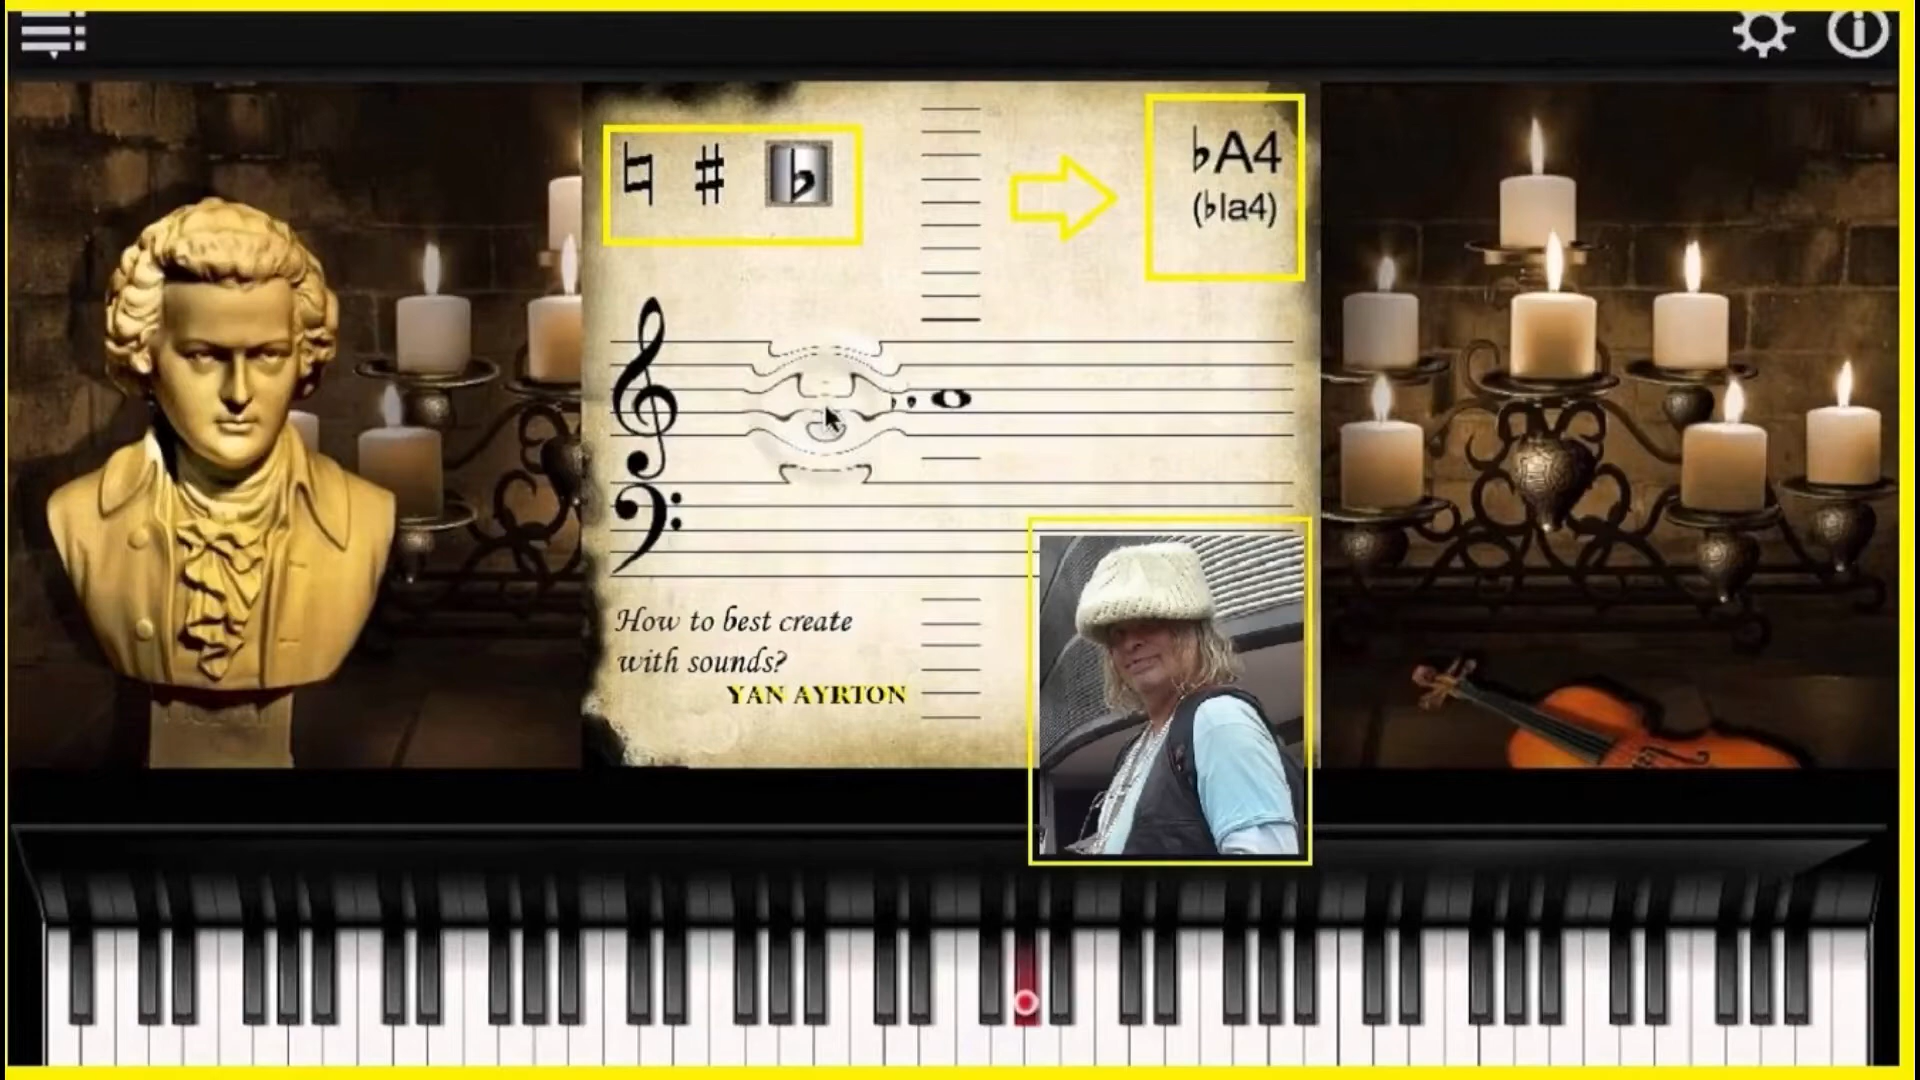 ♭A4
(♭la4)
How to best create
with sounds?
YAN AYRTON